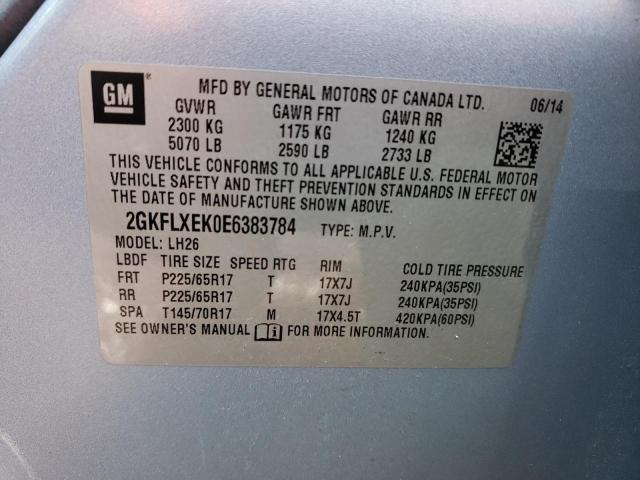 GM ®
MFD BY GENERAL MOTORS OF CANADA LTD. 06/14
GVWR GAWR FRT GAWR RR
2300 KG 1175 KG 1240 KG
5070 LB 2590 LB 2733 LB
THIS VEHICLE CONFORMS TO ALL APPLICABLE U.S. FEDERAL MOTOR
VEHICLE SAFETY AND THEFT PREVENTION STANDARDS IN EFFECT ON
THE DATE OF MANUFACTURE SHOWN ABOVE.
2GKFLXEK0E6383784 TYPE: M.P.V.
MODEL: LH26
LBDF TIRE SIZE SPEED RTG RIM COLD TIRE PRESSURE
FRT P225/65R17 T 17X7J 240KPA(35PSI)
RR P225/65R17 T 17X7J 240KPA(35PSI)
SPA T145/70R17 M 17X4.5T 420KPA(60PSI)
SEE OWNER'S MANUAL FOR MORE INFORMATION.